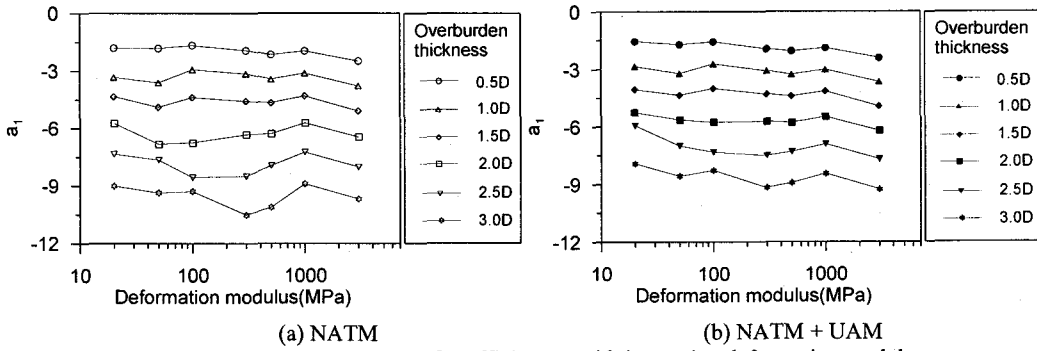 0
-3
-6
-9
-12
a1
10
100
1000
Deformation modulus(MPa)
Overburden
thickness
0.5D
1.0D
1.5D
2.0D
2.5D
3.0D
(a) NATM
0
-3
-6
-9
-12
a1
10
100
1000
Deformation modulus(MPa)
Overburden
thickness
0.5D
1.0D
1.5D
2.0D
2.5D
3.0D
(b) NATM + UAM